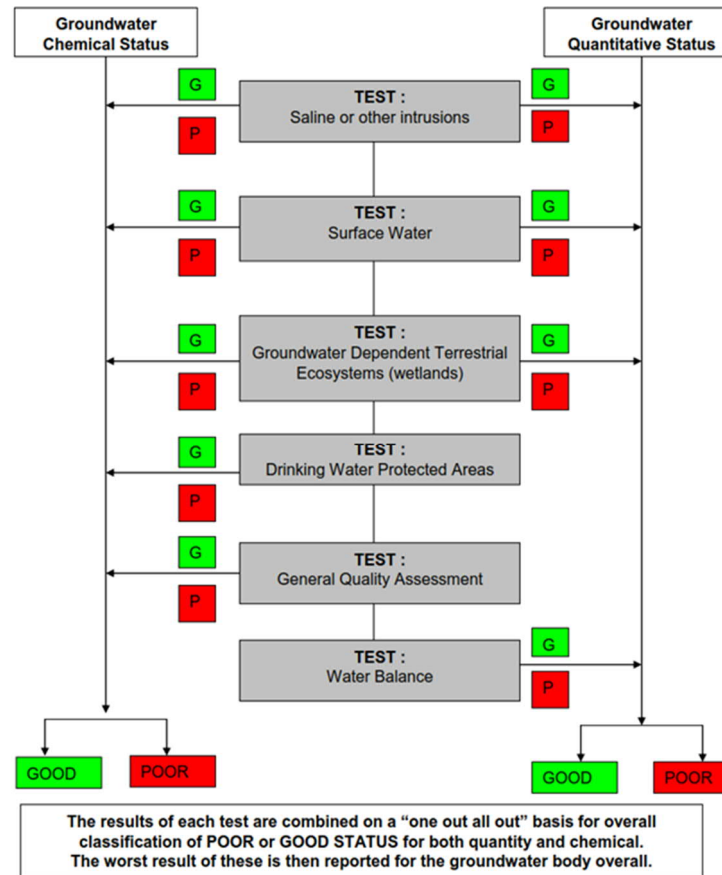 Groundwater
Chemical Status
Groundwater
Quantitative Status
G
TEST :
Saline or other intrusions
G
P
P
G
TEST :
Surface Water
G
P
P
G
TEST :
Groundwater Dependent Terrestrial
Ecosystems (wetlands)
G
P
P
G
TEST :
Drinking Water Protected Areas
P
G
TEST :
General Quality Assessment
P
TEST :
Water Balance
G
P
GOOD
POOR
GOOD
POOR
The results of each test are combined on a “one out all out” basis for overall
classification of POOR or GOOD STATUS for both quantity and chemical.
The worst result of these is then reported for the groundwater body overall.